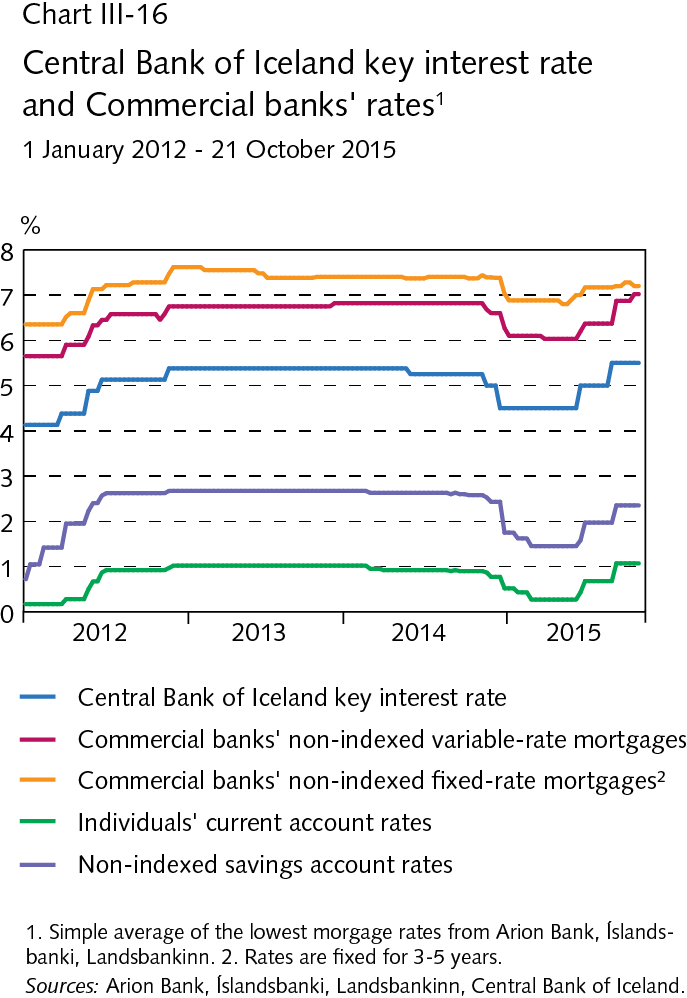 Chart III-16
Central Bank of Iceland key interest rate
and Commercial banks' rates¹
1 January 2012 - 21 October 2015
%
8
7
6
5
4
3
2
1
0
2012 2013 2014 2015
Central Bank of Iceland key interest rate
Commercial banks' non-indexed variable-rate mortgages
Commercial banks' non-indexed fixed-rate mortgages²
Individuals' current account rates
Non-indexed savings account rates
1. Simple average of the lowest morgage rates from Arion Bank, Íslands-
banki, Landsbankinn. 2. Rates are fixed for 3-5 years.
Sources: Arion Bank, Íslandsbanki, Landsbankinn, Central Bank of Iceland.